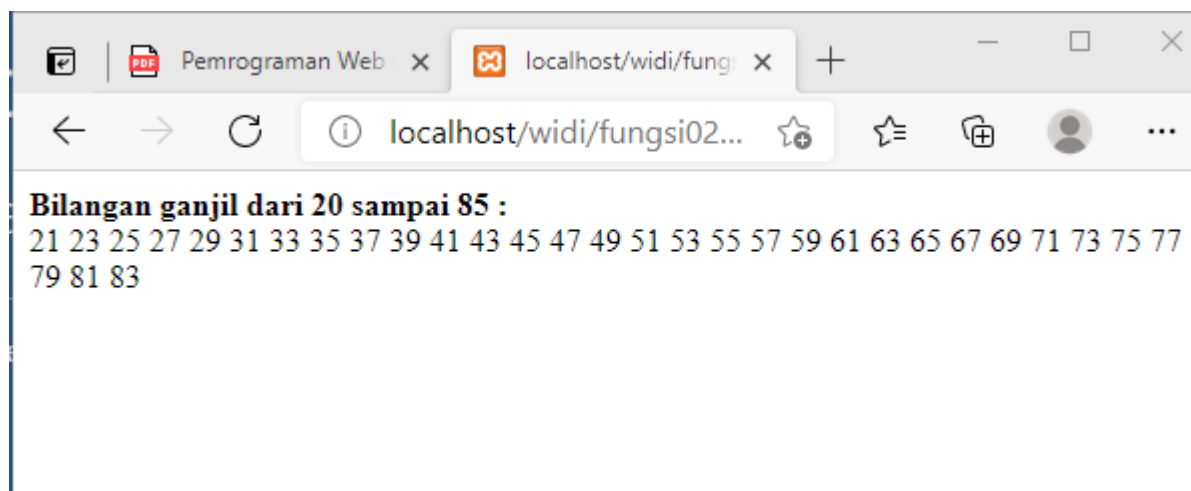 Pemrograman Web
localhost/widi/fung
localhost/widi/fungsi02...
Bilangan ganjil dari 20 sampai 85 :
21 23 25 27 29 31 33 35 37 39 41 43 45 47 49 51 53 55 57 59 61 63 65 67 69 71 73 75 77
79 81 83